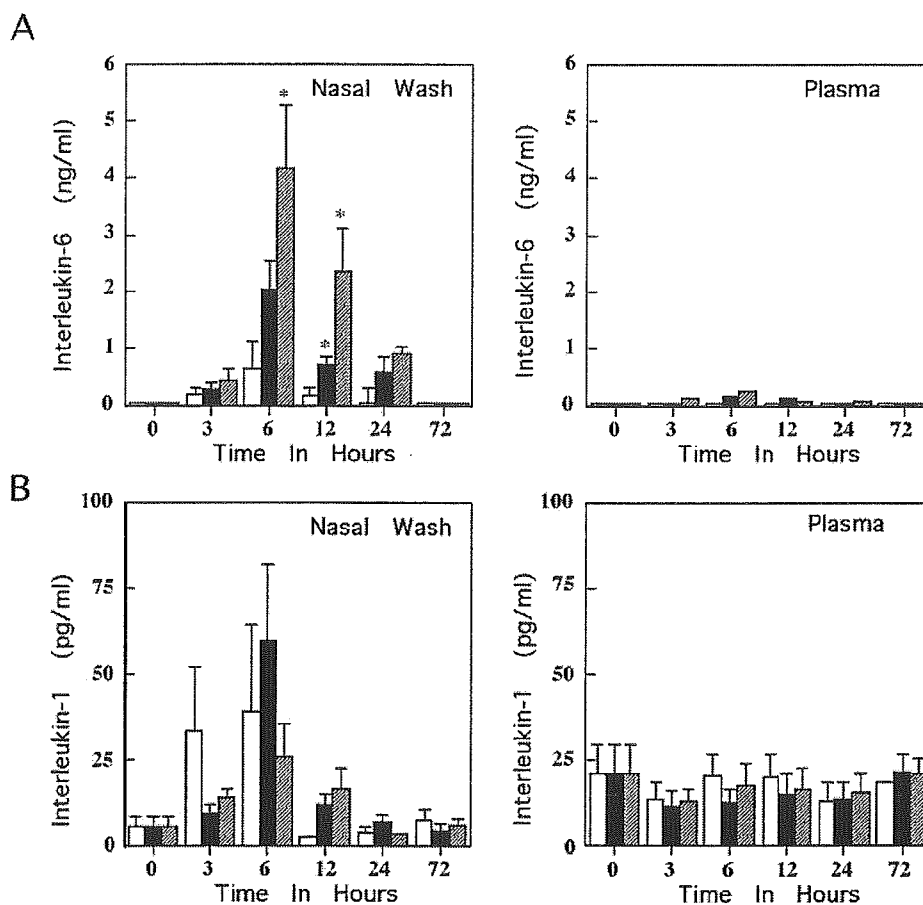 A
Interleukin-6 (ng/ml)
6
5
4
3
2
1
0
Nasal Wash
*
*
*
0 3 6 12 24 72
Time In Hours
Interleukin-6 (ng/ml)
6
5
4
3
2
1
0
Plasma
0 3 6 12 24 72
Time In Hours
B
Interleukin-1 (pg/ml)
100
75
50
25
0
Nasal Wash
0 3 6 12 24 72
Time In Hours
Interleukin-1 (pg/ml)
100
75
50
25
0
Plasma
0 3 6 12 24 72
Time In Hours